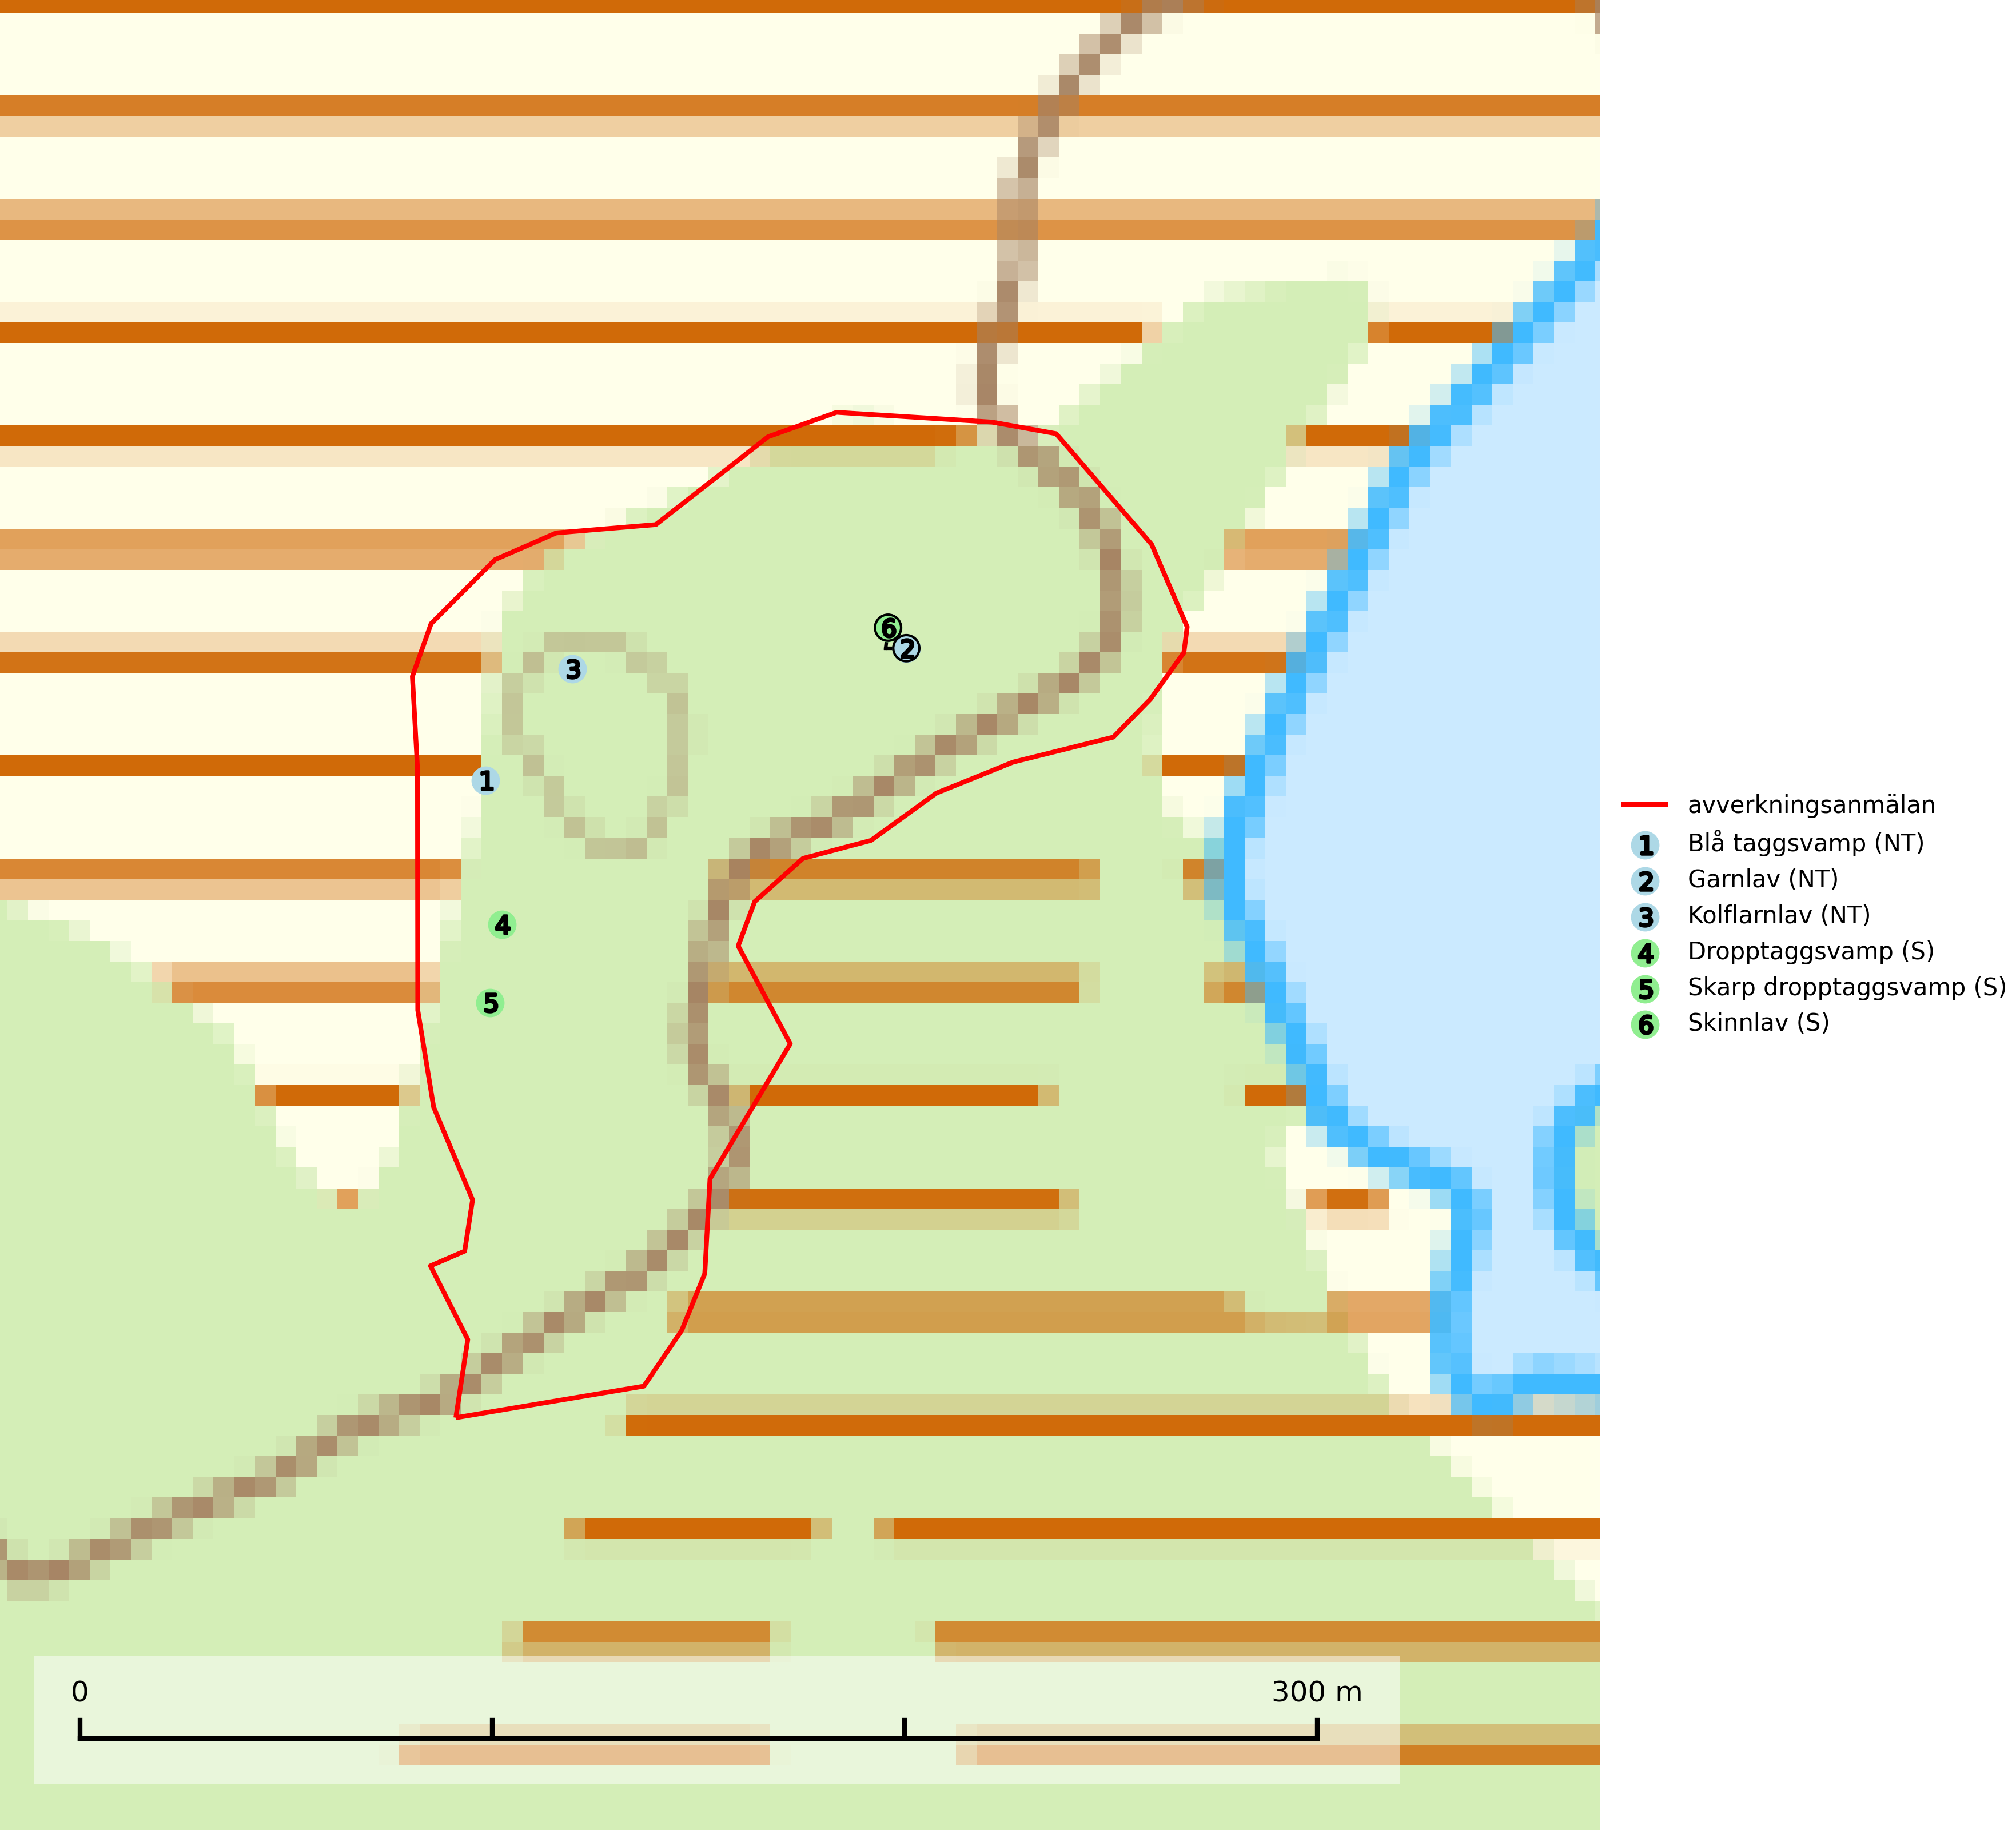 6
2
3
1
4
5
avverkningsanmälan
1 Blå taggsvamp (NT)
2 Garnlav (NT)
3 Kolflarnlav (NT)
4 Dropptaggsvamp (S)
5 Skarp dropptaggsvamp (S)
6 Skinnlav (S)
0 300 m